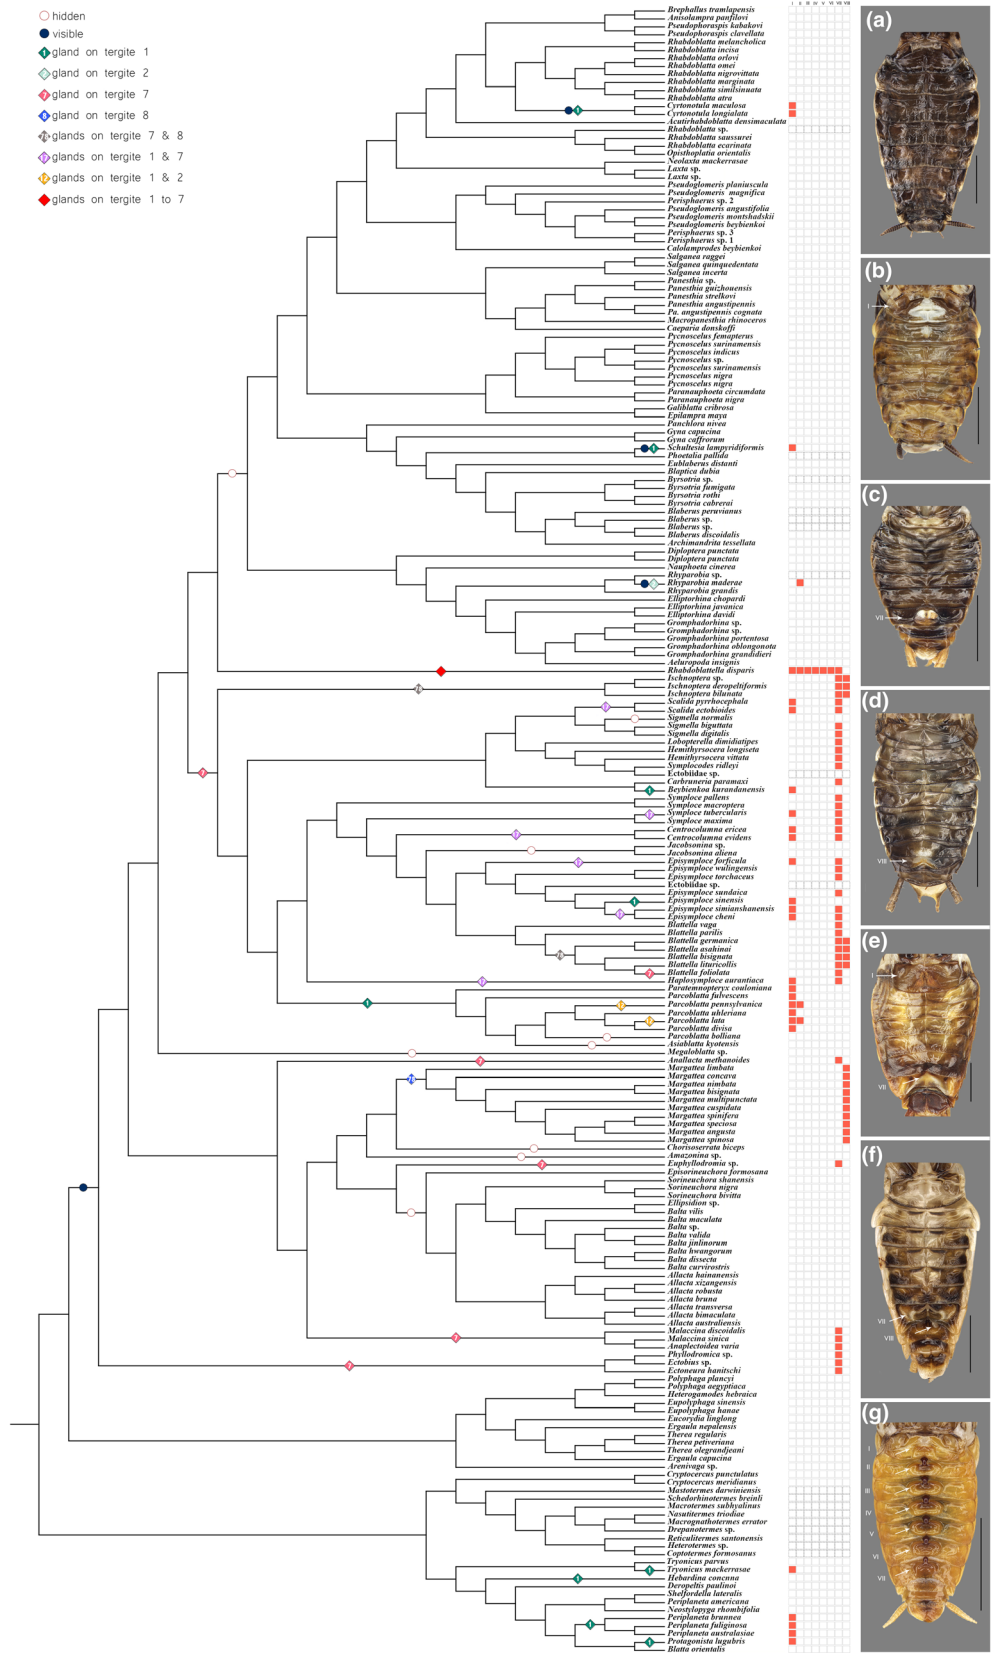 hidden
visible
gland on tergite 1
gland on tergite 2
gland on tergite 7
gland on tergite 8
glands on tergite 7 & 8
glands on tergite 1 & 7
glands on tergite 1 & 2
glands on tergite 1 to 7
I II III IV V VI VII VIII
Brephallus tramlapensis
Anisolampra panfilovi
Pseudophoraspis kabakovi
Pseudophoraspis clavellata
Rhabdoblatta melancholica
Rhabdoblatta incisa
Rhabdoblatta orlovi
Rhabdoblatta omei
Rhabdoblatta nigrovittata
Rhabdoblatta marginata
Rhabdoblatta similsinuata
Rhabdoblatta atra
Cyrtonotula maculosa
Cyrtonotula longialata
Acutirhabdoblatta densimaculata
Rhabdoblatta sp.
Rhabdoblatta saussurei
Rhabdoblatta ecarinata
Opisthoplatia orientalis
Neolaxta mackerrasae
Laxta sp.
Laxta sp.
Pseudoglomeris planiuscula
Pseudoglomeris magnifica
Perisphaerus sp. 2
Pseudoglomeris angustifolia
Pseudoglomeris montshadskii
Pseudoglomeris beybienkoi
Perisphaerus sp. 3
Perisphaerus sp. 1
Calolamprodes beybienkoi
Salganea raggei
Salganea quinquedentata
Salganea incerta
Panesthia sp.
Panesthia guizhouensis
Panesthia strelkovi
Panesthia angustipennis
Pa. angustipennis cognata
Macropanesthia rhinoceros
Caeparia donskoffi
Pycnoscelus femapterus
Pycnoscelus surinamensis
Pycnoscelus indicus
Pycnoscelus sp.
Pycnoscelus surinamensis
Pycnoscelus nigra
Pycnoscelus nigra
Paranauphoeta circumdata
Paranauphoeta nigra
Galiblatta cribrosa
Epilampra maya
Panchlora nivea
Gyna capucina
Gyna caffrorum
Schultesia lampyridiformis
Phoetalia pallida
Eublaberus distanti
Blaptica dubia
Byrsotria sp.
Byrsotria fumigata
Byrsotria rothi
Byrsotria cabrerai
Blaberus peruvianus
Blaberus sp.
Blaberus sp.
Blaberus discoidalis
Archimandrita tessellata
Diploptera punctata
Diploptera punctata
Nauphoeta cinerea
Rhyparobia sp.
Rhyparobia maderae
Rhyparobia grandis
Elliptorhina chopardi
Elliptorhina javanica
Elliptorhina davidi
Gromphadorhina sp.
Gromphadorhina sp.
Gromphadorhina portentosa
Gromphadorhina oblongonota
Gromphadorhina grandidieri
Aeluropoda insignis
Rhabdoblattella disparis
Ischnoptera sp.
Ischnoptera deropeltiformis
Ischnoptera bilunata
Scalida pyrrhocephala
Scalida ectobioides
Sigmella normalis
Sigmella biguttata
Sigmella digitalis
Lobopterella dimidiatipes
Hemithyrsocera longiseta
Hemithyrsocera vittata
Symplocodes ridleyi
Ectobiidae sp.
Carbruneria paramaxi
Beybienkoa kurandanensis
Symploce pallens
Symploce macroptera
Symploce tubercularis
Symploce maxima
Centrocolumna ericea
Centrocolumna evidens
Jacobsonina sp.
Jacobsonina aliena
Episymploce forficula
Episymploce wulingensis
Episymploce torchaceus
Ectobiidae sp.
Episymploce sundaica
Episymploce sinensis
Episymploce simianshanensis
Episymploce cheni
Blattella vaga
Blattella parilis
Blattella germanica
Blattella asahinai
Blattella bisignata
Blattella lituricollis
Blattella foliolata
Haplosymploce aurantiaca
Paratemnopteryx couloniana
Parcoblatta fulvescens
Parcoblatta pennsylvanica
Parcoblatta uhleriana
Parcoblatta lata
Parcoblatta divisa
Parcoblatta bolliana
Asiablatta kyotensis
Megaloblatta sp.
Anallacta methanoides
Margattea limbata
Margattea concava
Margattea nimbata
Margattea bisignata
Margattea multipunctata
Margattea cuspidata
Margattea spinifera
Margattea speciosa
Margattea angusta
Margattea spinosa
Chorisoserrata biceps
Amazonina sp.
Euphyllodromia sp.
Episorineuchora formosana
Sorineuchora shanensis
Sorineuchora nigra
Sorineuchora bivitta
Ellipsidion sp.
Balta vilis
Balta maculata
Balta sp.
Balta valida
Balta jinlinorum
Balta hwangorum
Balta dissecta
Balta curvirostris
Allacta hainanensis
Allacta xizangensis
Allacta robusta
Allacta bruna
Allacta transversa
Allacta bimaculata
Allacta australiensis
Malaccina discoidalis
Malaccina sinica
Anaplectoidea varia
Phyllodromica sp.
Ectobius sp.
Ectoneura hanitschi
Polyphaga plancyi
Polyphaga aegyptiaca
Heterogamodes hebraica
Eupolyphaga sinensis
Eupolyphaga hanae
Eucorydia linglong
Ergaula nepalensis
Therea regularis
Therea petiveriana
Therea olegrandjeani
Ergaula capucina
Arenivaga sp.
Cryptocercus punctulatus
Cryptocercus meridianus
Mastotermes darwiniensis
Schedorhinotermes breinli
Macrotermes subhyalinus
Nasutitermes triodiae
Macrognathotermes errator
Drepanotermes sp.
Reticulitermes santonensis
Heterotermes sp.
Coptotermes formosanus
Tryonicus parvus
Tryonicus mackerrasae
Hebardina concnna
Deropeltis paulinoi
Shelfordella lateralis
Periplaneta americana
Neostylopyga rhombifolia
Periplaneta brunnea
Periplaneta fuliginosa
Periplaneta australasiae
Protagonista lugubris
Blatta orientalis
(a)
(b)
I
(c)
VII
(d)
VIII
(e)
I
VII
(f)
VII
VIII
(g)
I
II
III
IV
V
VI
VII